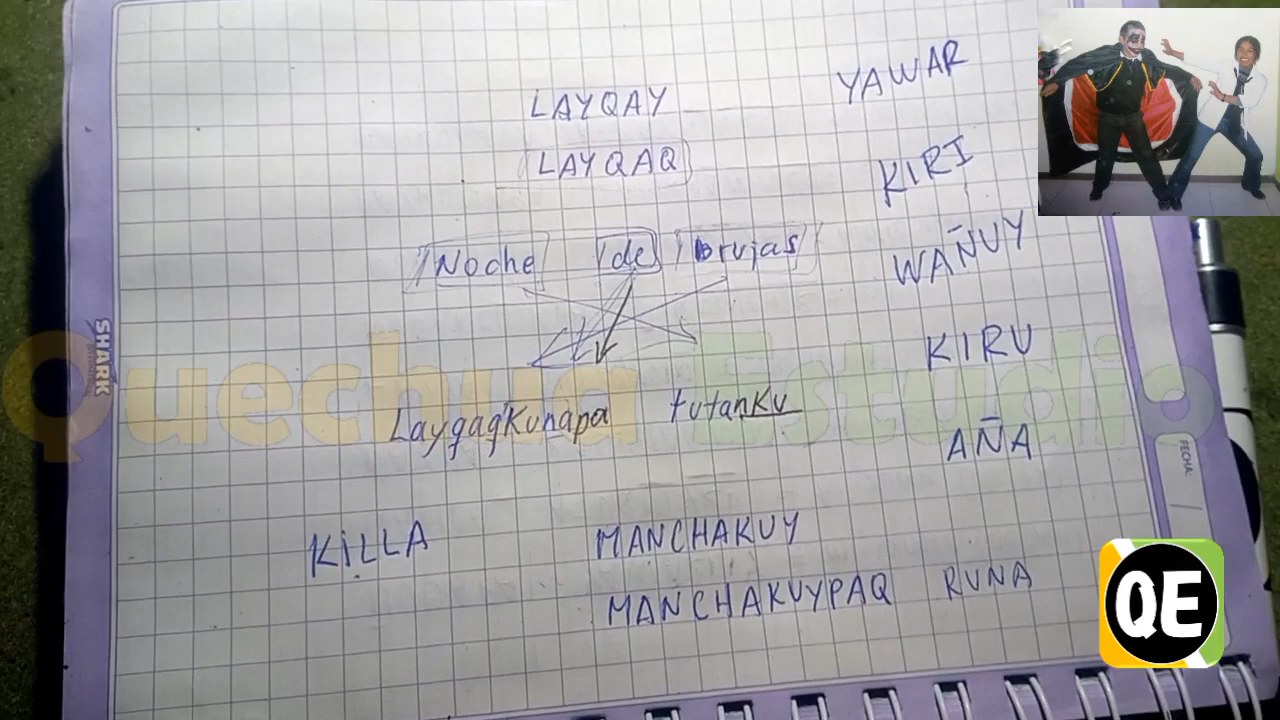 LAYQAY
YAWAR
LAYQAQ
KIRI
Noche de brujas
WAÑUY
KIRU
Quechua Estudio
LayqaqKunapa tutanKu
AÑA
KiLLA
MANCHAKUY
MANCHAKUYPAQ RUNA
SHARK
FECHA: /
QE